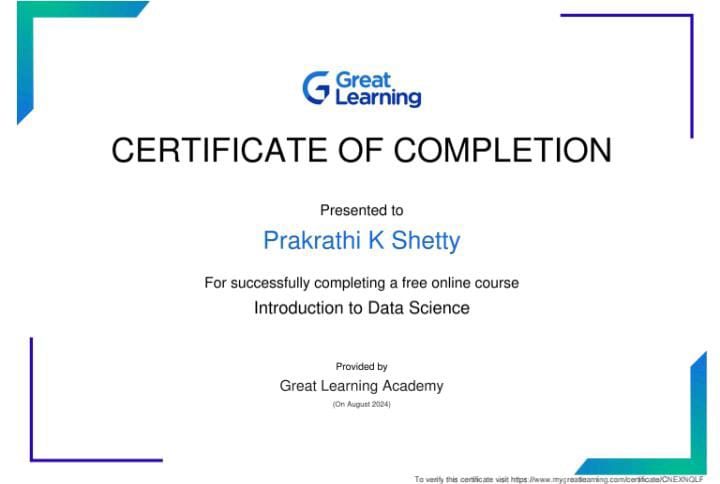 Great
Learning
CERTIFICATE OF COMPLETION
Presented to
Prakrathi K Shetty
For successfully completing a free online course
Introduction to Data Science
Provided by
Great Learning Academy
(On August 2024)
To verify this certificate visit https://www.mygreatlearning.com/certificate/CNEXNQLF